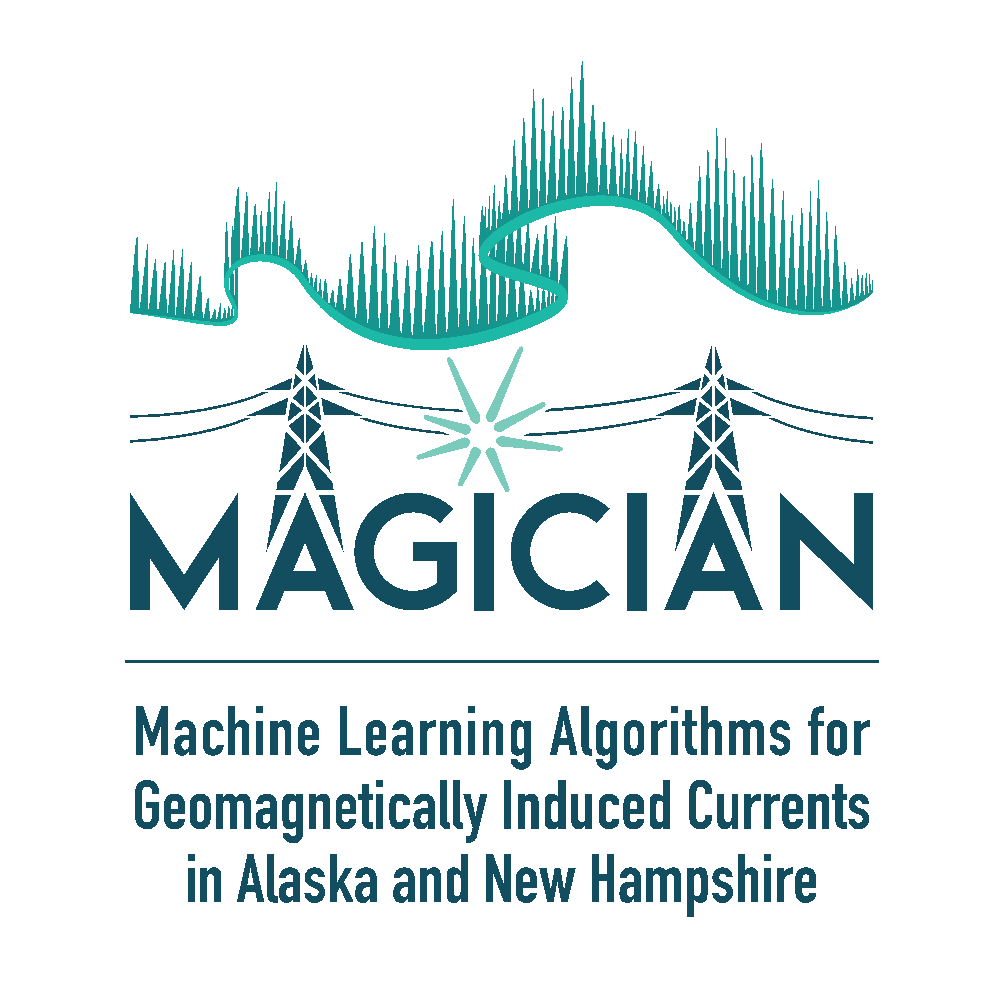 MAGICIAN
Machine Learning Algorithms for
Geomagnetically Induced Currents
in Alaska and New Hampshire